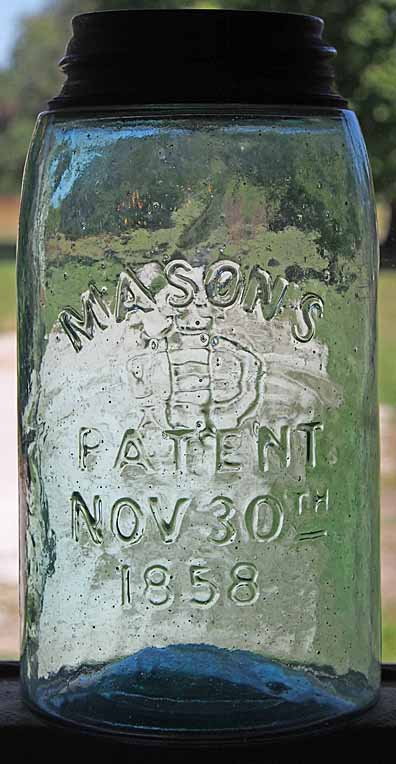 MASON'S
PATENT
NOV 30TH
1858